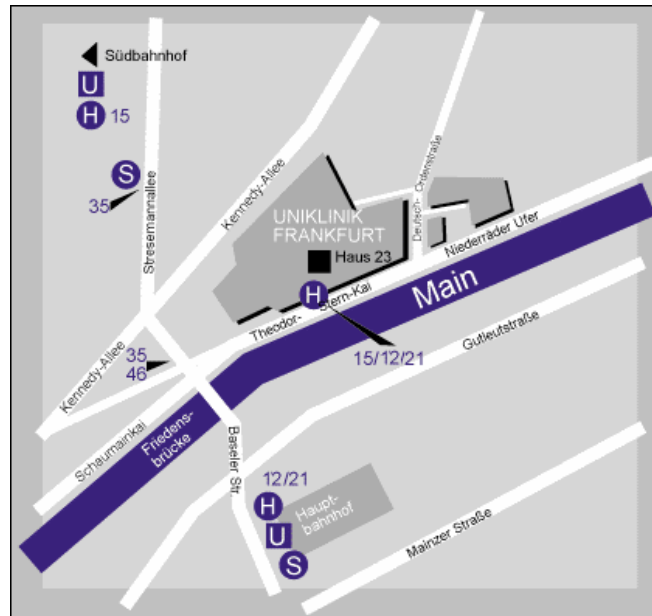 Südbahnhof
U
H 15
S
35
Stresemannallee
Kennedy-Allee
UNIKLINIK
FRANKFURT
Haus 23
H
Deutsch-Ordenstraße
Niederräder Ufer
Theodor-Stern-Kai
Main
15/12/21
Gutleutstraße
35
46
Kennedy-Allee
Schaumainkai
Friedens-
brücke
Baseler Str.
12/21
H
U
S
Haupt-
bahnhof
Mainzer Straße